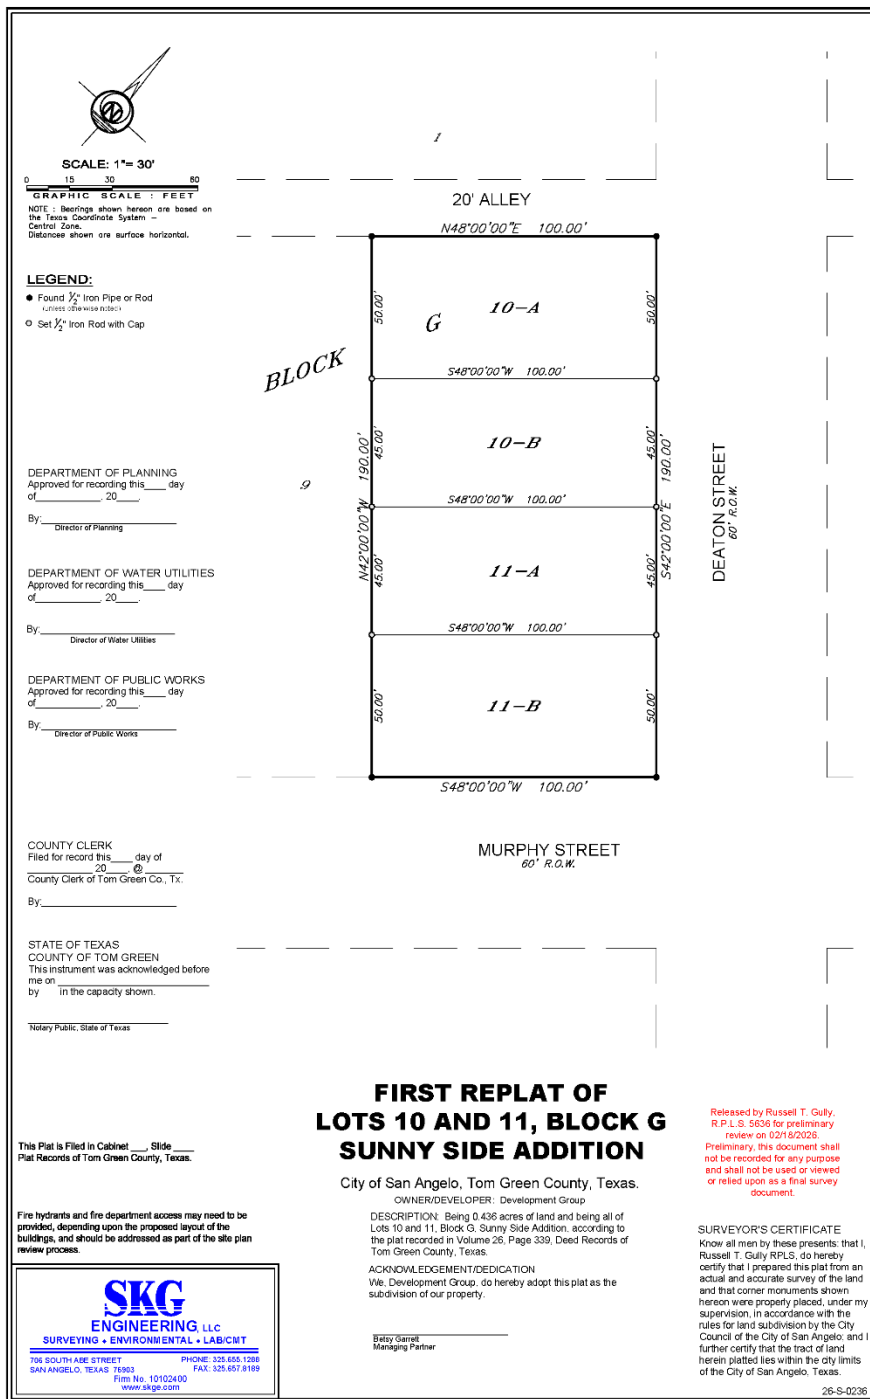 SCALE: 1"= 30'
0 15 30 60
GRAPHIC SCALE : FEET
NOTE : Bearings shown hereon are based on
the Texas Coordinate System –
Central Zone.
Distances shown are surface horizontal.
LEGEND:
Found 1/2" Iron Pipe or Rod
(unless otherwise noted)
Set 1/2" Iron Rod with Cap
1
20' ALLEY
N48°00'00"E 100.00'
50.00'
10-A
50.00'
BLOCK G
S48°00'00"W 100.00'
9
N42°00'00"W 190.00'
45.00'
10-B
45.00'
S42°00'00"E 190.00'
S48°00'00"W 100.00'
45.00'
11-A
45.00'
S48°00'00"W 100.00'
50.00'
11-B
50.00'
S48°00'00"W 100.00'
DEATON STREET
60' R.O.W.
MURPHY STREET
60' R.O.W.
DEPARTMENT OF PLANNING
Approved for recording this____ day
of___________, 20____.
By:_______________________
Director of Planning
DEPARTMENT OF WATER UTILITIES
Approved for recording this____ day
of___________, 20____.
By:_______________________
Director of Water Utilities
DEPARTMENT OF PUBLIC WORKS
Approved for recording this____ day
of___________, 20____.
By:_______________________
Director of Public Works
COUNTY CLERK
Filed for record this____ day of
___________ 20____, @ _______
County Clerk of Tom Green Co., Tx.
By:_______________________
STATE OF TEXAS
COUNTY OF TOM GREEN
This instrument was acknowledged before
me on _________________________
by in the capacity shown.
_______________________
Notary Public, State of Texas
This Plat is Filed in Cabinet ___, Slide ____
Plat Records of Tom Green County, Texas.
Fire hydrants and fire department access may need to be
provided, depending upon the proposed layout of the
buildings, and should be addressed as part of the site plan
review process.
SKG
ENGINEERING, LLC
SURVEYING • ENVIRONMENTAL • LAB/CMT
706 SOUTH ABE STREET PHONE: 325.655.1288
SAN ANGELO, TEXAS 76903 FAX: 325.657.8189
Firm No. 10102400
www.skge.com
FIRST REPLAT OF
LOTS 10 AND 11, BLOCK G
SUNNY SIDE ADDITION
City of San Angelo, Tom Green County, Texas.
OWNER/DEVELOPER: Development Group
DESCRIPTION: Being 0.436 acres of land and being all of
Lots 10 and 11, Block G, Sunny Side Addition, according to
the plat recorded in Volume 26, Page 339, Deed Records of
Tom Green County, Texas.
ACKNOWLEDGEMENT/DEDICATION
We, Development Group, do hereby adopt this plat as the
subdivision of our property.
_______________________
Betsy Garrett
Managing Partner
Released by Russell T. Gully,
R.P.L.S. 5636 for preliminary
review on 02/18/2026.
Preliminary, this document shall
not be recorded for any purpose
and shall not be used or viewed
or relied upon as a final survey
document.
SURVEYOR'S CERTIFICATE
Know all men by these presents: that I,
Russell T. Gully RPLS, do hereby
certify that I prepared this plat from an
actual and accurate survey of the land
and that corner monuments shown
hereon were properly placed, under my
supervision, in accordance with the
rules for land subdivision by the City
Council of the City of San Angelo; and I
further certify that the tract of land
herein platted lies within the city limits
of the City of San Angelo, Texas.
26-S-0236